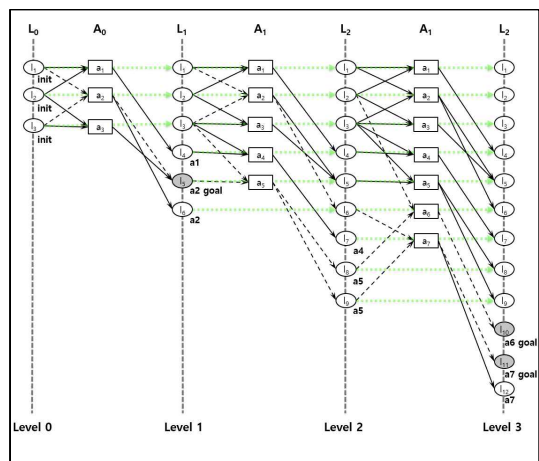 L₀ A₀ L₁ A₁ L₂ A₁ L₂
l₁ a₁ l₁ a₁ l₁ a₁ l₁
init
l₂ a₂ l₂ a₂ l₂ a₂ l₂
init
l₃ a₃ l₃ a₃ l₃ a₃ l₃
init
l₄ a₄ l₄ a₄ l₄
a1
l₅ a₅ l₅ a₅ l₅
a2 goal
l₆ l₆ a₆ l₆
a2
l₇ a₇ l₇
a4
l₈ l₈
a5
l₉ l₉
a5
l₁₀
a6 goal
l₁₁
a7 goal
l₁₂
a7
Level 0 Level 1 Level 2 Level 3